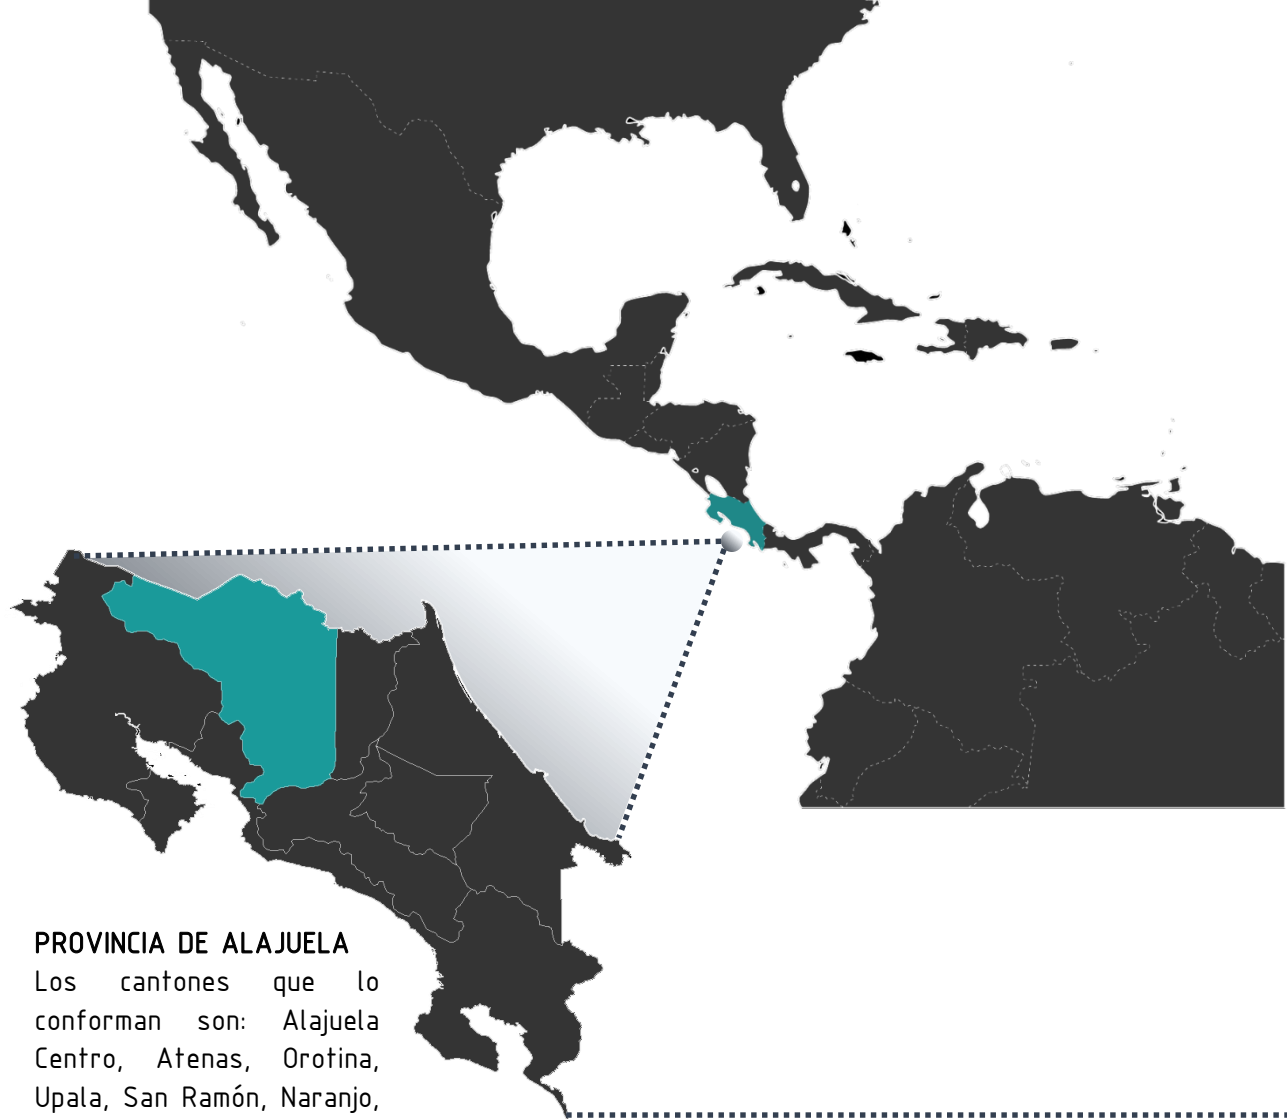 PROVINCIA DE ALAJUELA
Los cantones que lo
conforman son: Alajuela
Centro, Atenas, Orotina,
Upala, San Ramón, Naranjo,